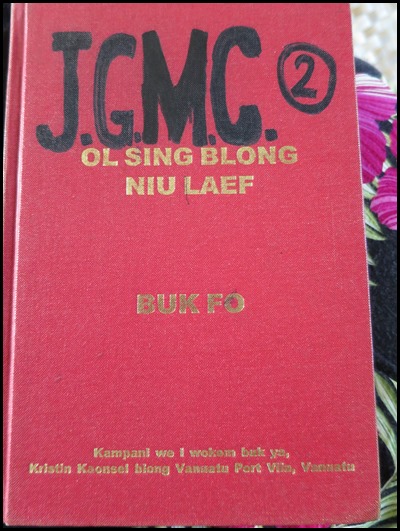 J.G.M.C. 2
OL SING BLONG
NIU LAEF
BUK FO
Kampani we i wokem buk ya,
Kristin Kaonsel blong Vanuatu Port Vila, Vanuatu